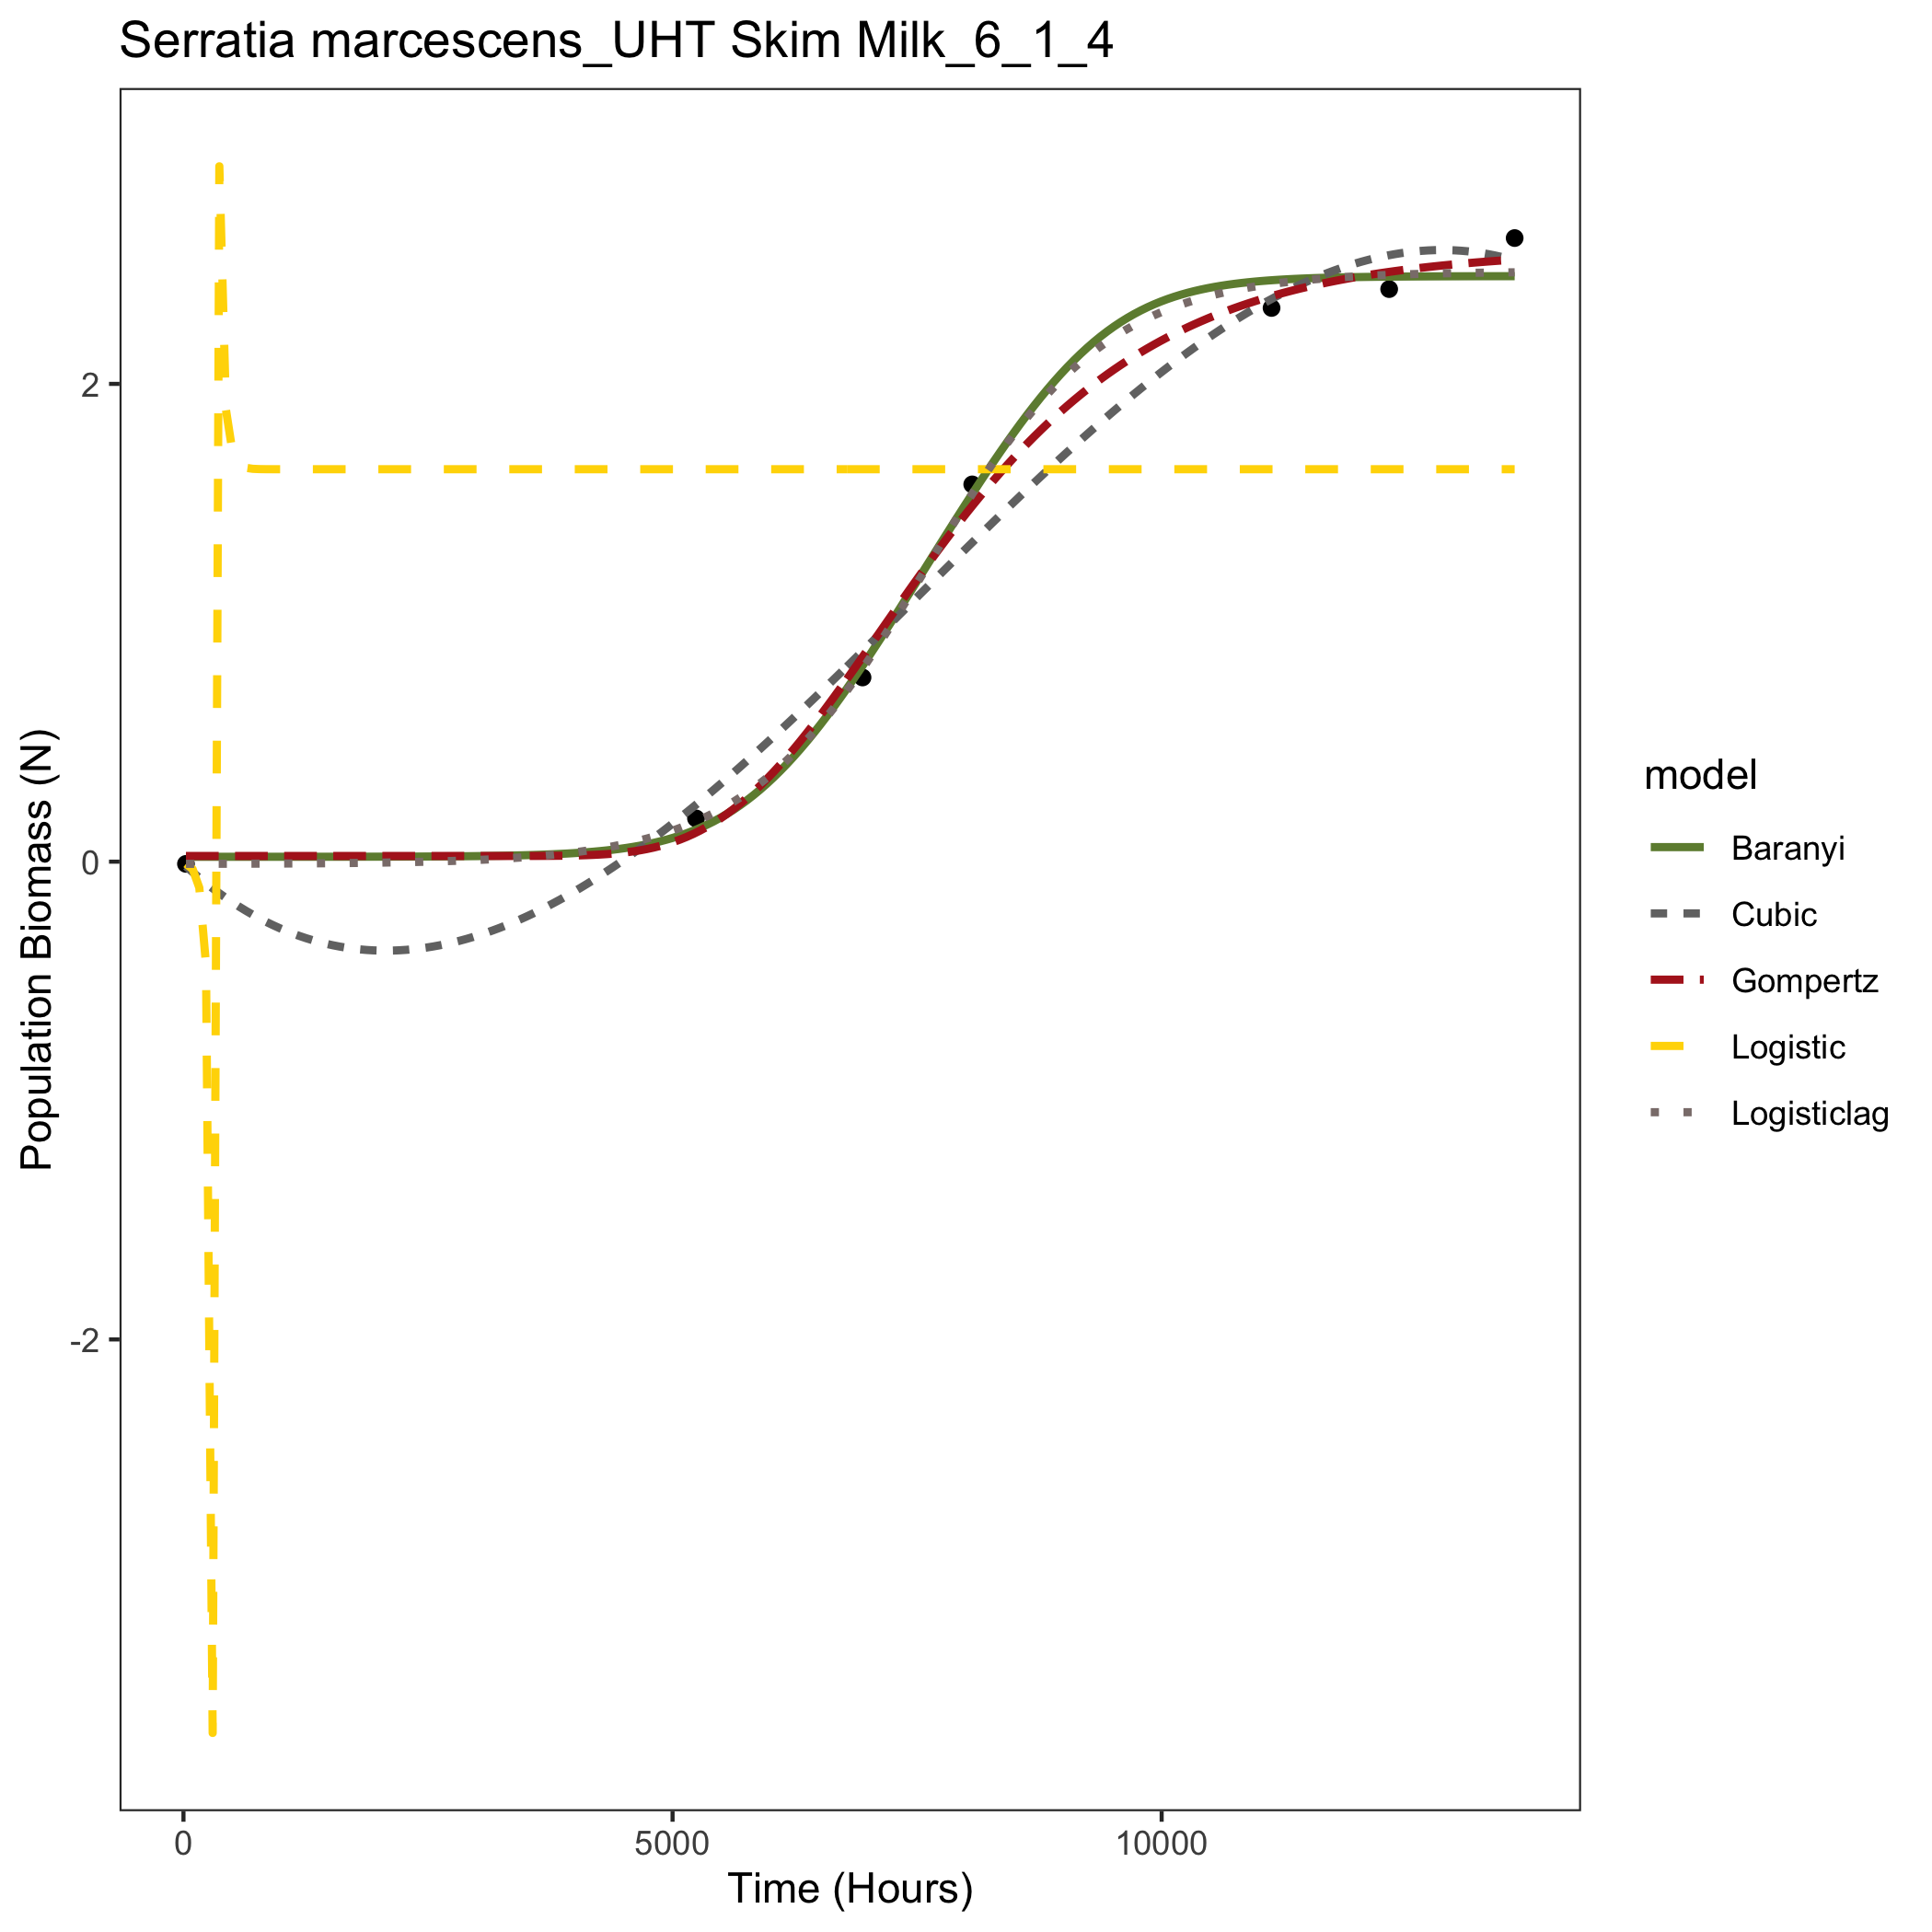 Serratia marcescens_UHT Skim Milk_6_1_4
Population Biomass (N)
2
0
-2
0
5000
10000
Time (Hours)
model
Baranyi
Cubic
Gompertz
Logistic
Logisticlag